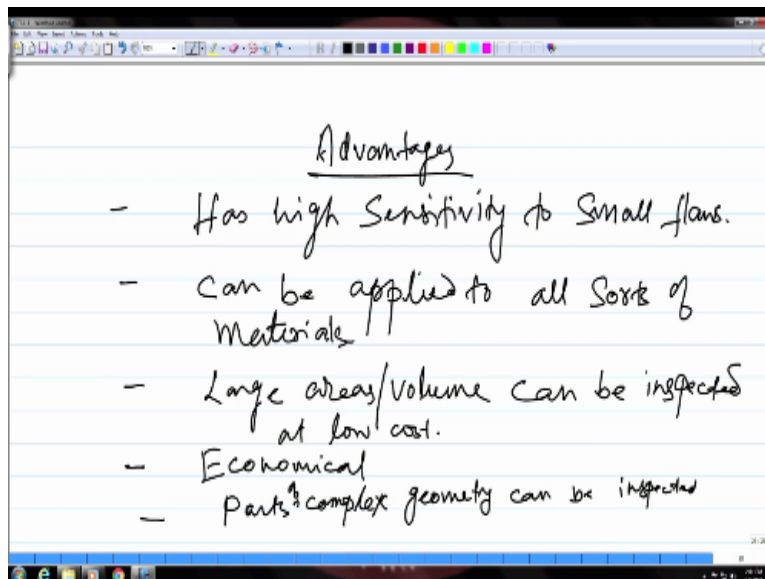 Advantages
- Has high Sensitivity to Small flaws.
- Can be applied to all Sorts of
Materials
- Large areas/volume can be inspected
at low cost.
- Economical
- Parts of complex geometry can be inspected